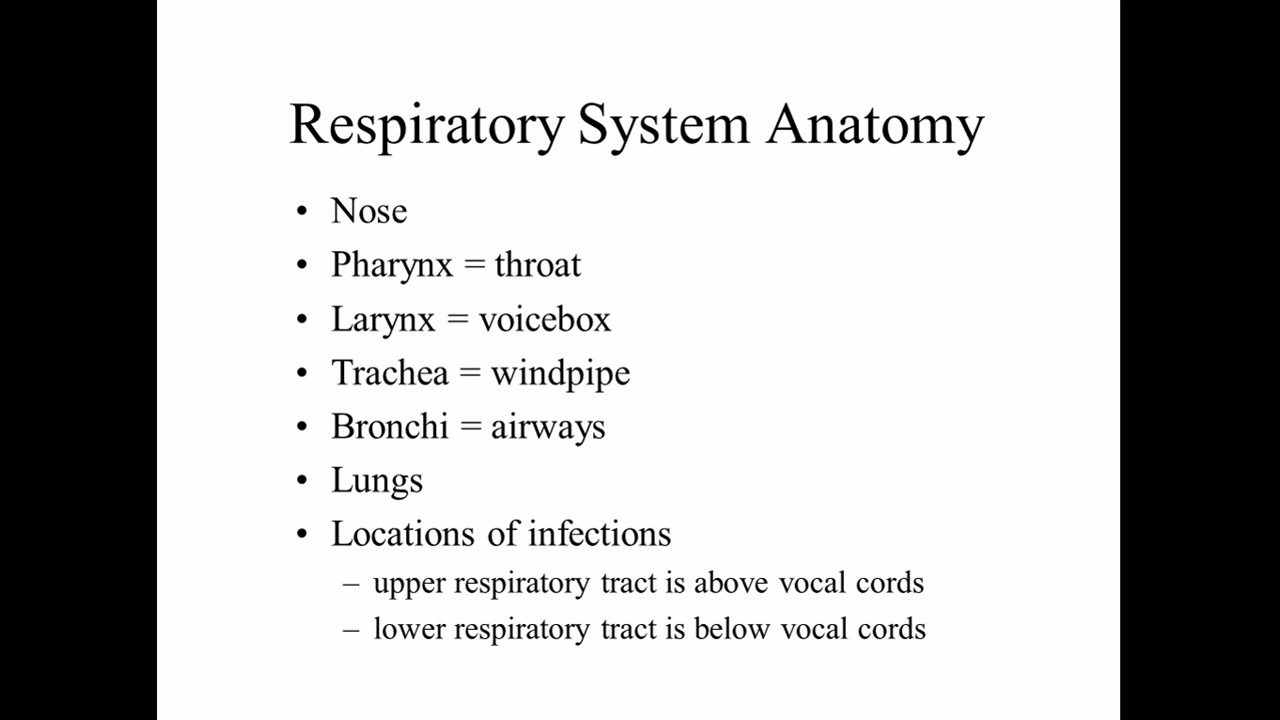 Respiratory System Anatomy
• Nose
• Pharynx = throat
• Larynx = voicebox
• Trachea = windpipe
• Bronchi = airways
• Lungs
• Locations of infections
– upper respiratory tract is above vocal cords
– lower respiratory tract is below vocal cords